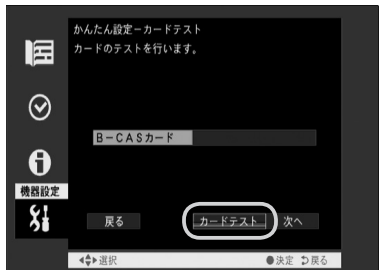 かんたん設定－カードテスト
カードのテストを行います。
B－CASカード
機器設定
戻る
カードテスト
次へ
選択
決定
戻る